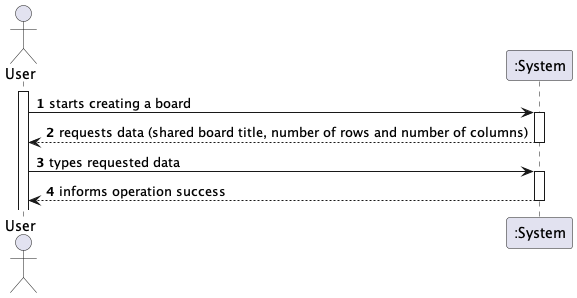 User
:System
1 starts creating a board
2 requests data (shared board title, number of rows and number of columns)
3 types requested data
4 informs operation success
User
:System